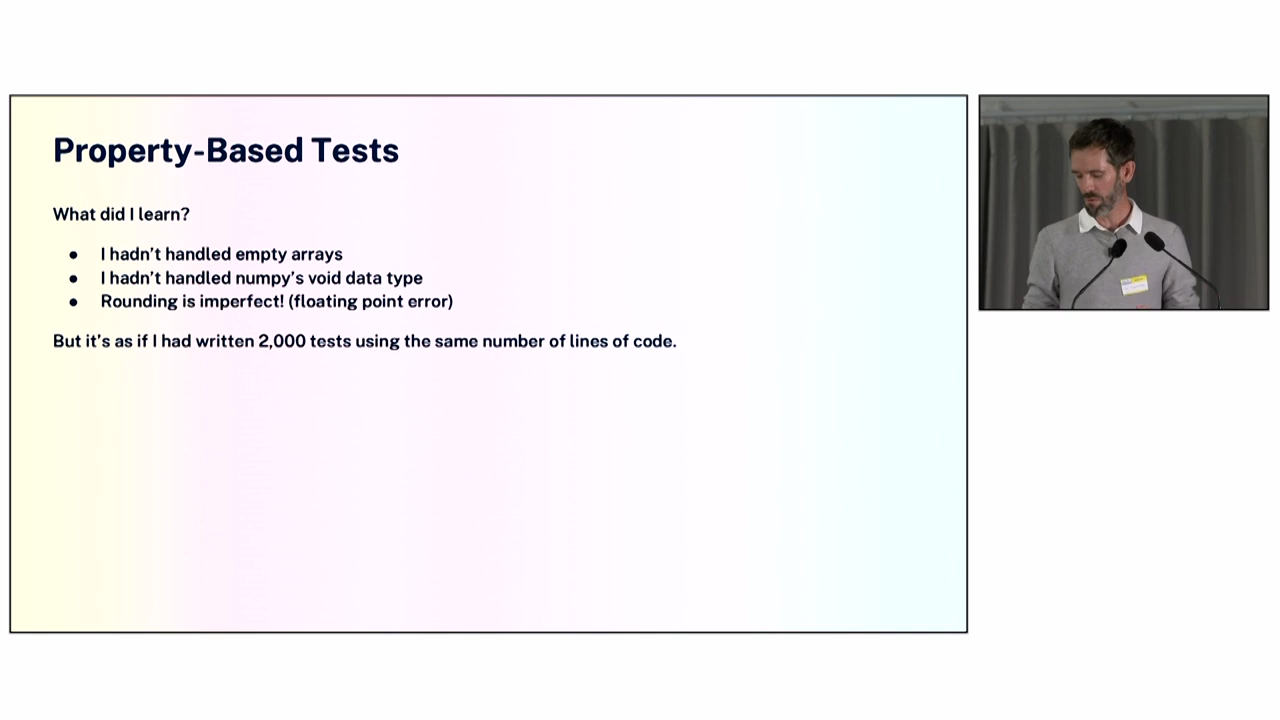 Property-Based Tests
What did I learn?
● I hadn’t handled empty arrays
● I hadn’t handled numpy’s void data type
● Rounding is imperfect! (floating point error)
But it’s as if I had written 2,000 tests using the same number of lines of code.